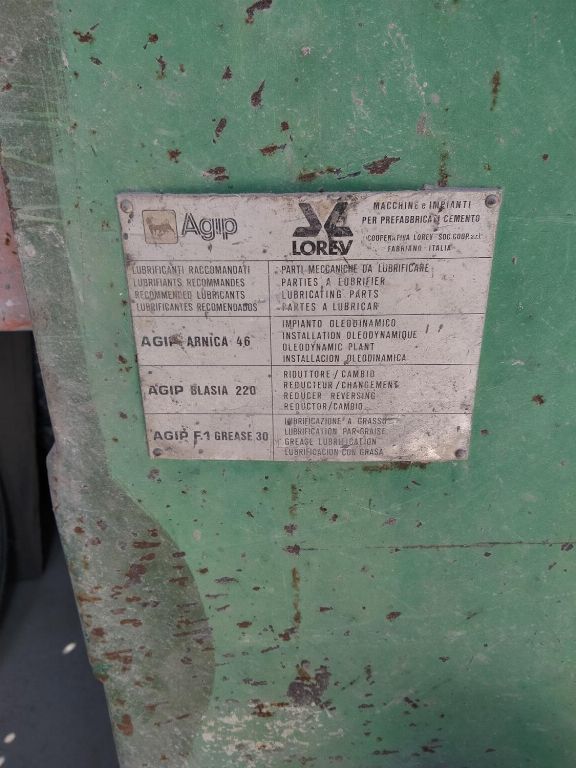 Agip
LOREV
MACCHINE e IMPIANTI
PER PREFABBRICATI CEMENTO
COOPERATIVA LOREV SOC. COOP. a r.l.
FABRIANO - ITALIA
LUBRIFICANTI RACCOMANDATI
LUBRIFIANTS RECOMMANDES
RECOMMENDED LUBRICANTS
LUBRIFICANTES RECOMENDADOS
PARTI MECCANICHE DA LUBRIFICARE
PARTIES A LUBRIFIER
LUBRICATING PARTS
PARTES A LUBRICAR
AGIP ARNICA 46
IMPIANTO OLEODINAMICO
INSTALLATION OLEODYNAMIQUE
OLEODYNAMIC PLANT
INSTALLACION OLEODINAMICA
AGIP BLASIA 220
RIDUTTORE / CAMBIO
REDUCTEUR / CHANGEMENT
REDUCER REVERSING
REDUCTOR / CAMBIO
AGIP F.1 GREASE 30
LUBRIFICAZIONE A GRASSO
LUBRIFICATION PAR GRAISE
GREASE LUBRIFICATION
LUBRIFICACION CON GRASA